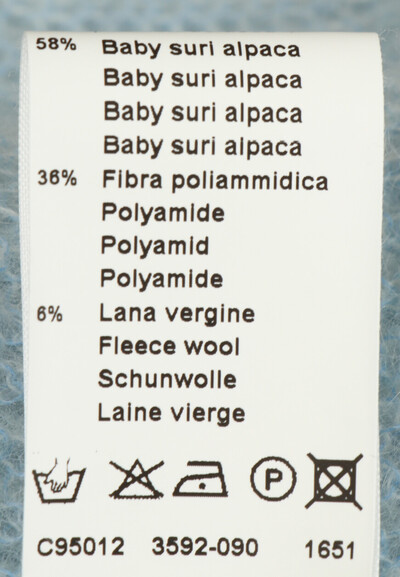 58% Baby suri alpaca
Baby suri alpaca
Baby suri alpaca
Baby suri alpaca
36% Fibra poliammidica
Polyamide
Polyamid
Polyamide
6% Lana vergine
Fleece wool
Schunwolle
Laine vierge
P
C95012 3592-090 1651